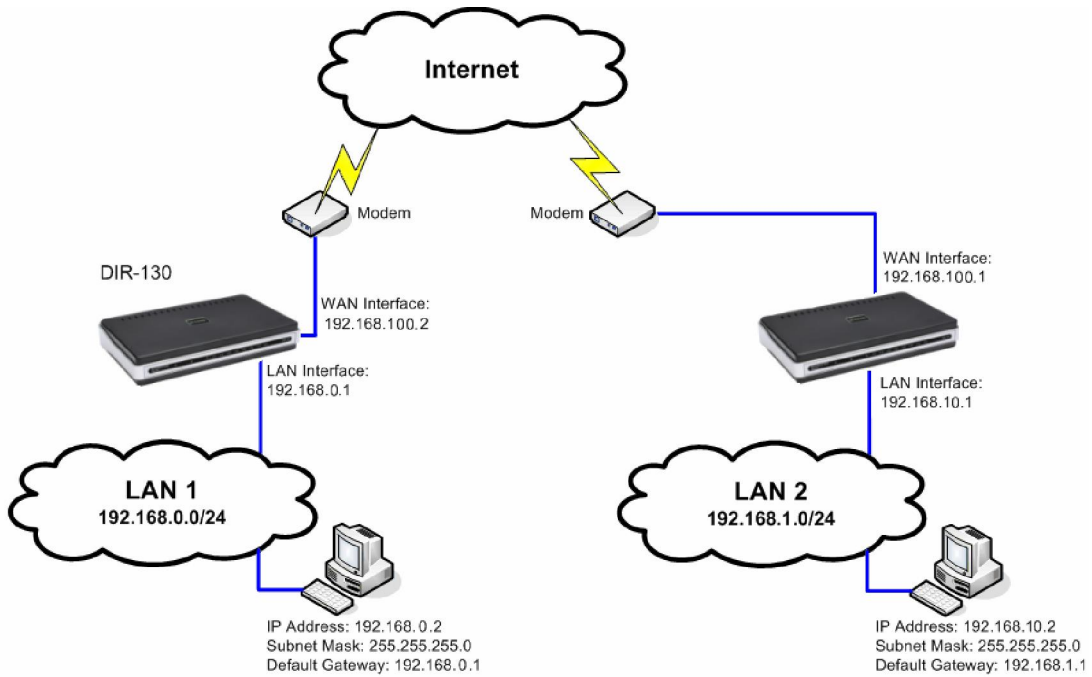 Internet
Modem
Modem
DIR-130
WAN Interface:
192.168.100.2
WAN Interface:
192.168.100.1
LAN Interface:
192.168.0.1
LAN Interface:
192.168.10.1
LAN 1
192.168.0.0/24
LAN 2
192.168.1.0/24
IP Address: 192.168.0.2
Subnet Mask: 255.255.255.0
Default Gateway: 192.168.0.1
IP Address: 192.168.10.2
Subnet Mask: 255.255.255.0
Default Gateway: 192.168.1.1